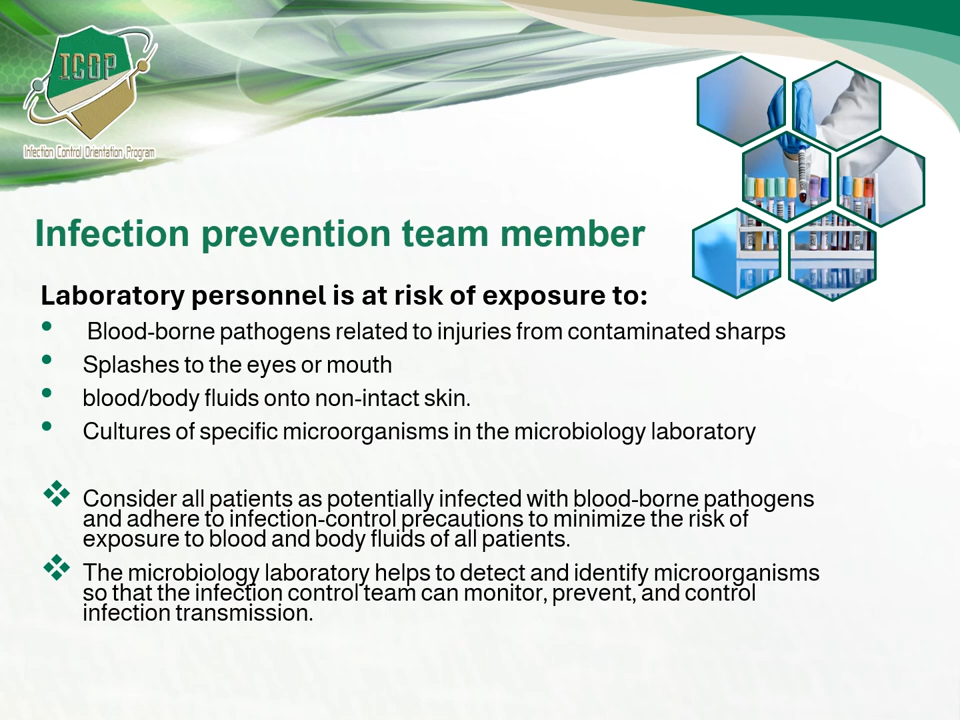 ICOP
Infection Control Orientation Program
Infection prevention team member
Laboratory personnel is at risk of exposure to:
• Blood-borne pathogens related to injuries from contaminated sharps
• Splashes to the eyes or mouth
• blood/body fluids onto non-intact skin.
• Cultures of specific microorganisms in the microbiology laboratory
❖ Consider all patients as potentially infected with blood-borne pathogens
and adhere to infection-control precautions to minimize the risk of
exposure to blood and body fluids of all patients.
❖ The microbiology laboratory helps to detect and identify microorganisms
so that the infection control team can monitor, prevent, and control
infection transmission.